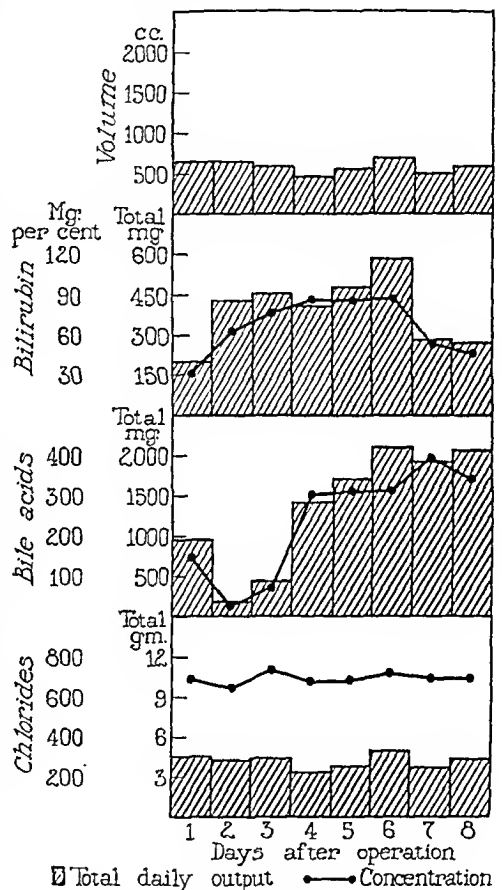 cc.
2000
1500
1000
500
Volume
Mg. per cent
Total mg.
120 600
90 450
60 300
30 150
Bilirubin
Total mg.
400 2000
300 1500
200 1000
100 500
Bile acids
Total gm.
800 12
600 9
400 6
200 3
Chlorides
1 2 3 4 5 6 7 8
Days after operation
Total daily output Concentration